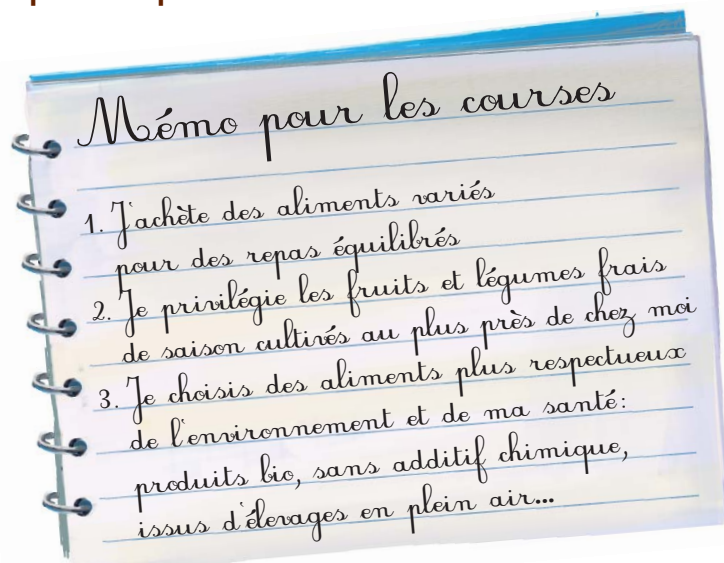 Mémo pour les courses
1. J'achète des aliments variés
pour des repas équilibrés
2. Je privilégie les fruits et légumes frais
de saison cultivés au plus près de chez moi
3. Je choisis des aliments plus respectueux
de l'environnement et de ma santé:
produits bio, sans additif chimique,
issus d'élevages en plein air...